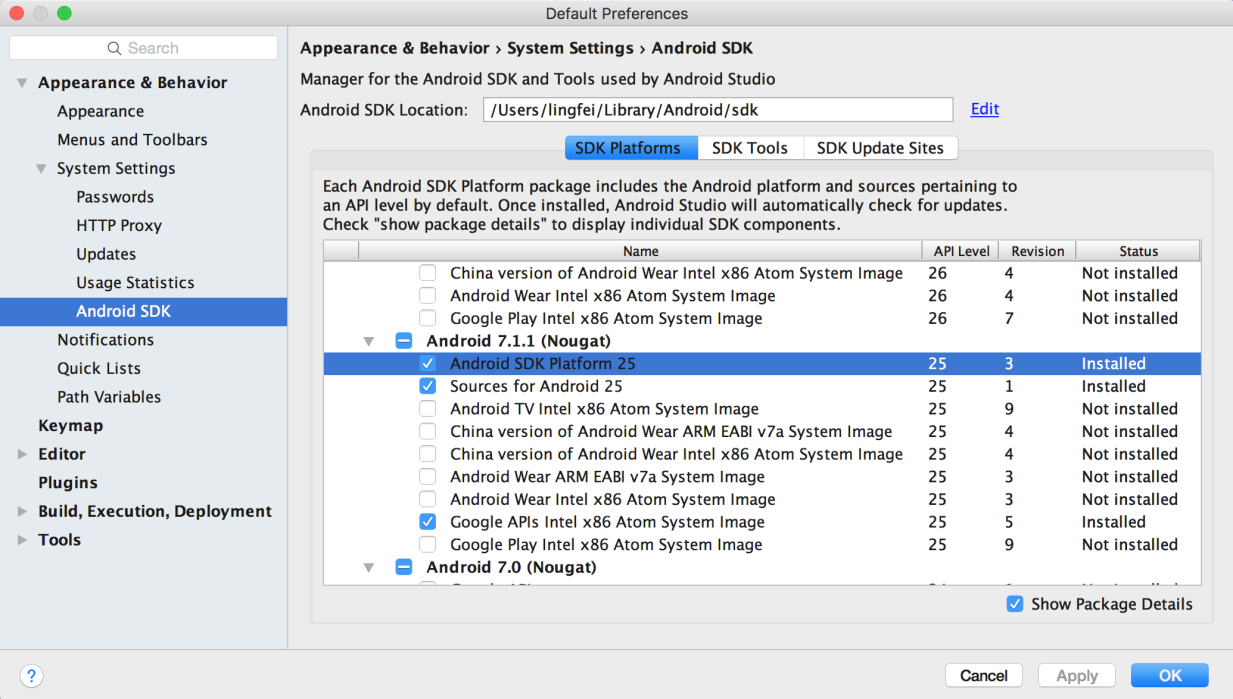 Default Preferences
Search
Appearance & Behavior
Appearance
Menus and Toolbars
System Settings
Passwords
HTTP Proxy
Updates
Usage Statistics
Android SDK
Notifications
Quick Lists
Path Variables
Keymap
Editor
Plugins
Build, Execution, Deployment
Tools
Appearance & Behavior › System Settings › Android SDK
Manager for the Android SDK and Tools used by Android Studio
Android SDK Location: /Users/lingfei/Library/Android/sdk Edit
SDK Platforms SDK Tools SDK Update Sites
Each Android SDK Platform package includes the Android platform and sources pertaining to
an API level by default. Once installed, Android Studio will automatically check for updates.
Check "show package details" to display individual SDK components.
Name API Level Revision Status
China version of Android Wear Intel x86 Atom System Image 26 4 Not installed
Android Wear Intel x86 Atom System Image 26 4 Not installed
Google Play Intel x86 Atom System Image 26 7 Not installed
Android 7.1.1 (Nougat)
Android SDK Platform 25 25 3 Installed
Sources for Android 25 25 1 Installed
Android TV Intel x86 Atom System Image 25 9 Not installed
China version of Android Wear ARM EABI v7a System Image 25 4 Not installed
China version of Android Wear Intel x86 Atom System Image 25 4 Not installed
Android Wear ARM EABI v7a System Image 25 3 Not installed
Android Wear Intel x86 Atom System Image 25 3 Not installed
Google APIs Intel x86 Atom System Image 25 5 Installed
Google Play Intel x86 Atom System Image 25 9 Not installed
Android 7.0 (Nougat)
Show Package Details
? Cancel Apply OK